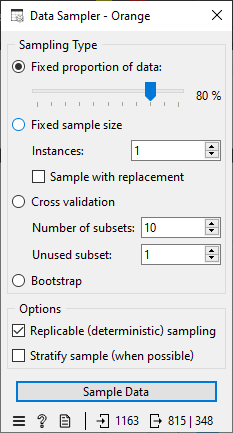 Data Sampler - Orange
Sampling Type
Fixed proportion of data:
80 %
Fixed sample size
Instances: 1
Sample with replacement
Cross validation
Number of subsets: 10
Unused subset: 1
Bootstrap
Options
Replicable (deterministic) sampling
Stratify sample (when possible)
Sample Data
? 1163 815 | 348